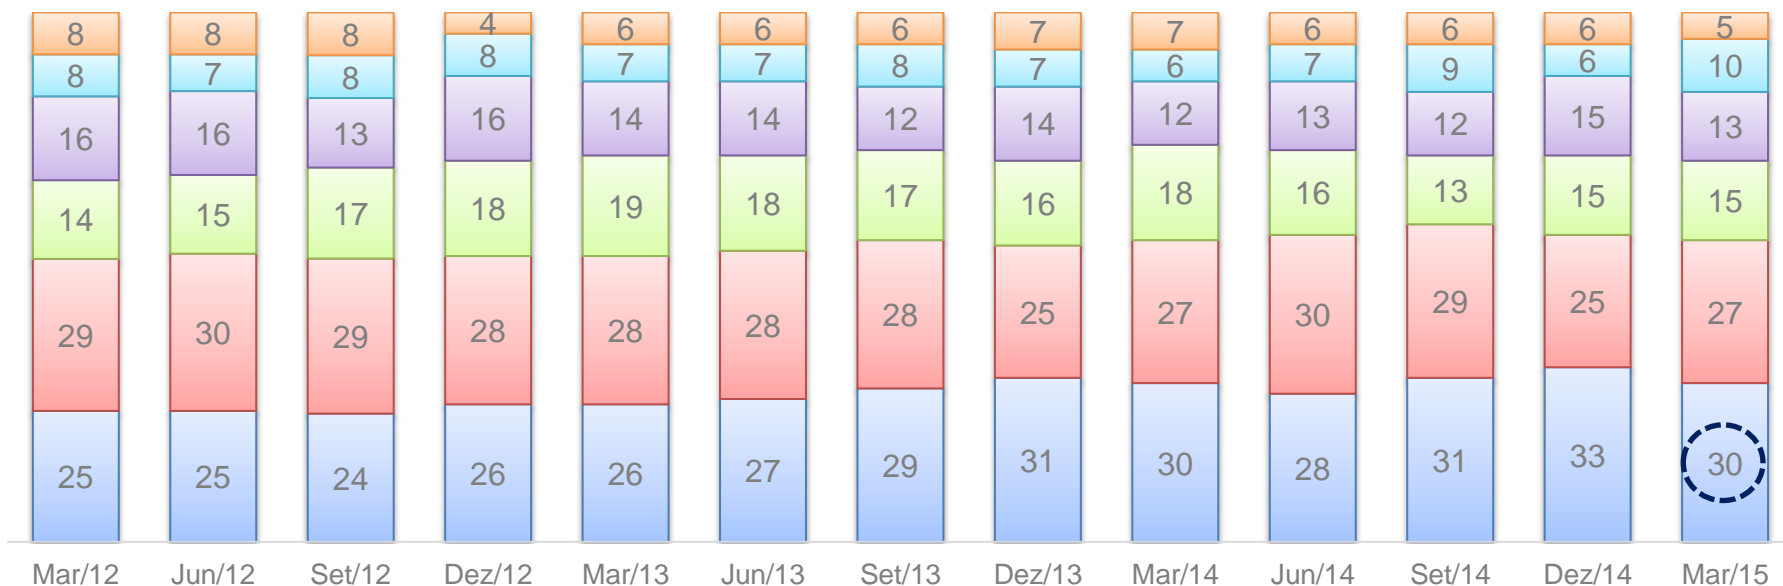 8 8 8 4 6 6 6 7 7 6 6 6 5
8 7 8 8 7 7 8 7 6 7 9 6 10
16 16 13 16 14 14 12 14 12 13 12 15 13
14 15 17 18 19 18 17 16 18 16 13 15 15
29 30 29 28 28 28 28 25 27 30 29 25 27
25 25 24 26 26 27 29 31 30 28 31 33 30
Mar/12 Jun/12 Set/12 Dez/12 Mar/13 Jun/13 Set/13 Dez/13 Mar/14 Jun/14 Set/14 Dez/14 Mar/15